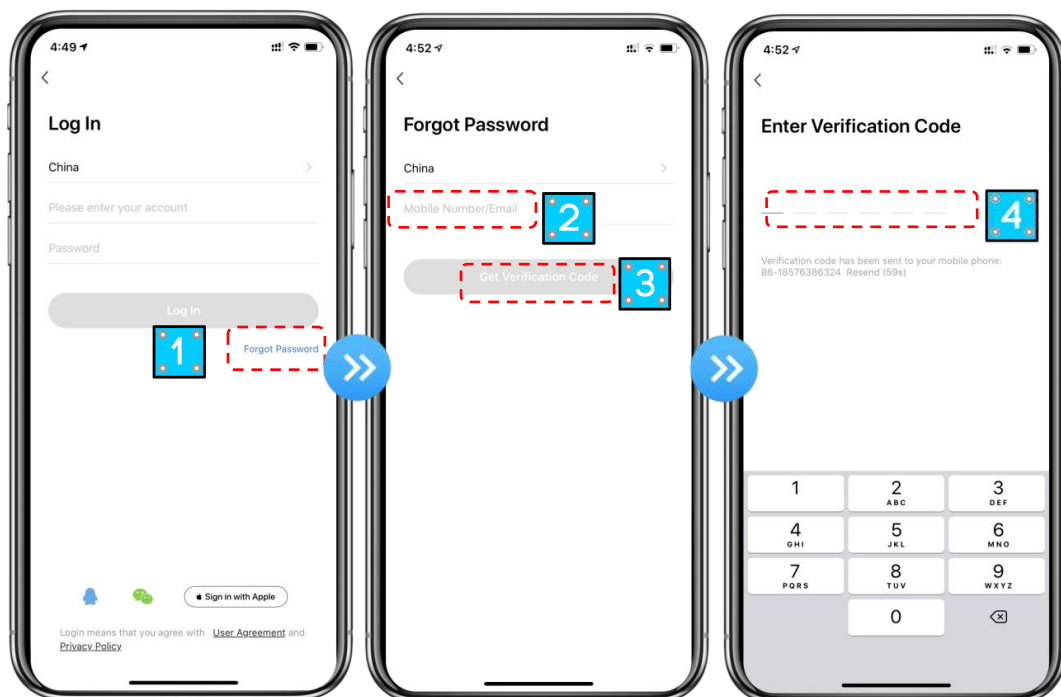 4:49
Log In
China
Please enter your account
Password
Log In
1
Forgot Password
Sign in with Apple
Login means that you agree with User Agreement and
Privacy Policy
4:52
Forgot Password
China
Mobile Number/Email
2
Get Verification Code
3
4:52
Enter Verification Code
4
Verification code has been sent to your mobile phone:
86-18576386324 Resend (59s)
1
2
ABC
3
DEF
4
GHI
5
JKL
6
MNO
7
PQRS
8
TUV
9
WXYZ
0